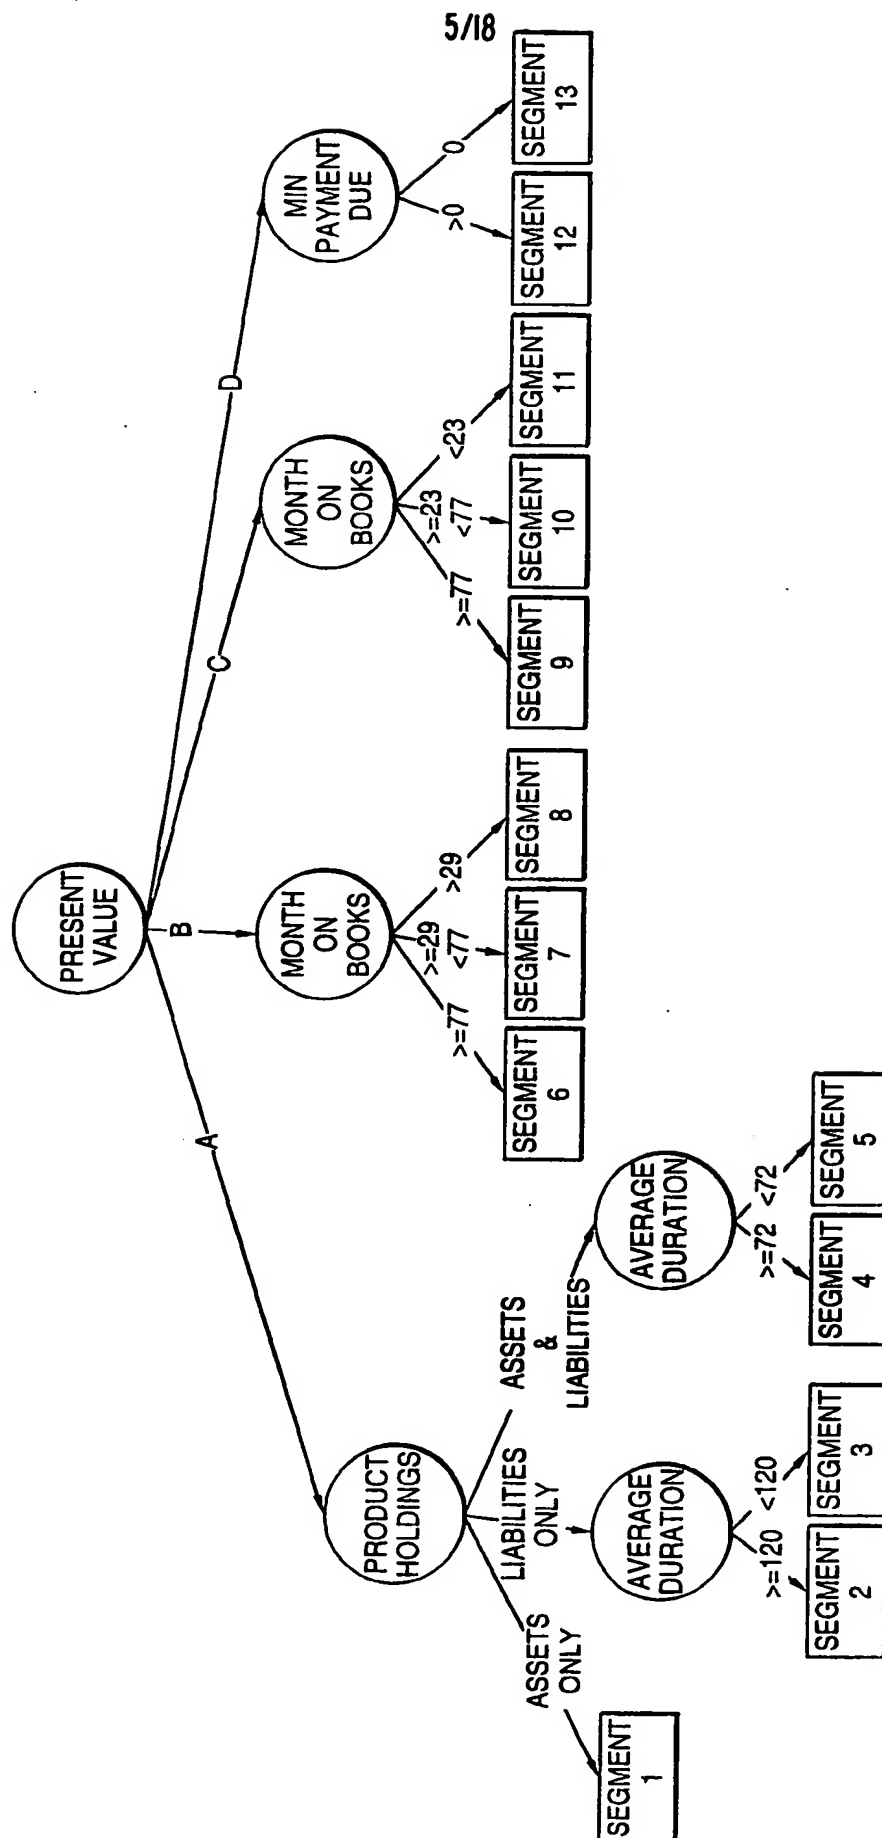 5/18
PRESENT
VALUE
A
B
C
D
PRODUCT
HOLDINGS
MONTH
ON
BOOKS
MONTH
ON
BOOKS
MIN
PAYMENT
DUE
ASSETS
ONLY
LIABILITIES
ONLY
ASSETS
&
LIABILITIES
>=77
>=29
<77
>29
>=77
>=23
<77
<23
>0
0
SEGMENT
1
AVERAGE
DURATION
AVERAGE
DURATION
SEGMENT
6
SEGMENT
7
SEGMENT
8
SEGMENT
9
SEGMENT
10
SEGMENT
11
SEGMENT
12
SEGMENT
13
>=120
<120
>=72
<72
SEGMENT
2
SEGMENT
3
SEGMENT
4
SEGMENT
5